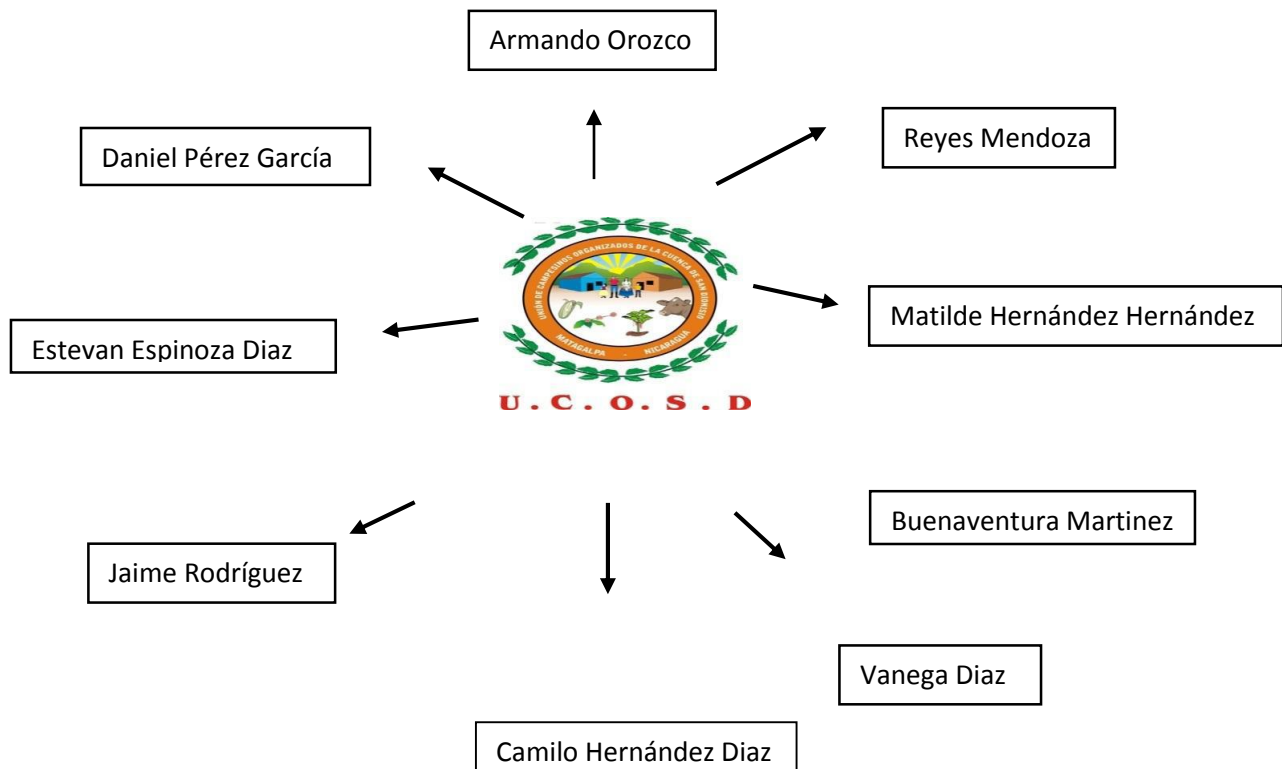 Armando Orozco
Reyes Mendoza
Daniel Pérez García
UNIÓN DE CAMPESINOS ORGANIZADOS DE LA CUENCA DE SAN DIONISIO
MATAGALPA - NICARAGUA
U.C.O.S.D
Matilde Hernández Hernández
Estevan Espinoza Diaz
Buenaventura Martinez
Jaime Rodríguez
Vanega Diaz
Camilo Hernández Diaz